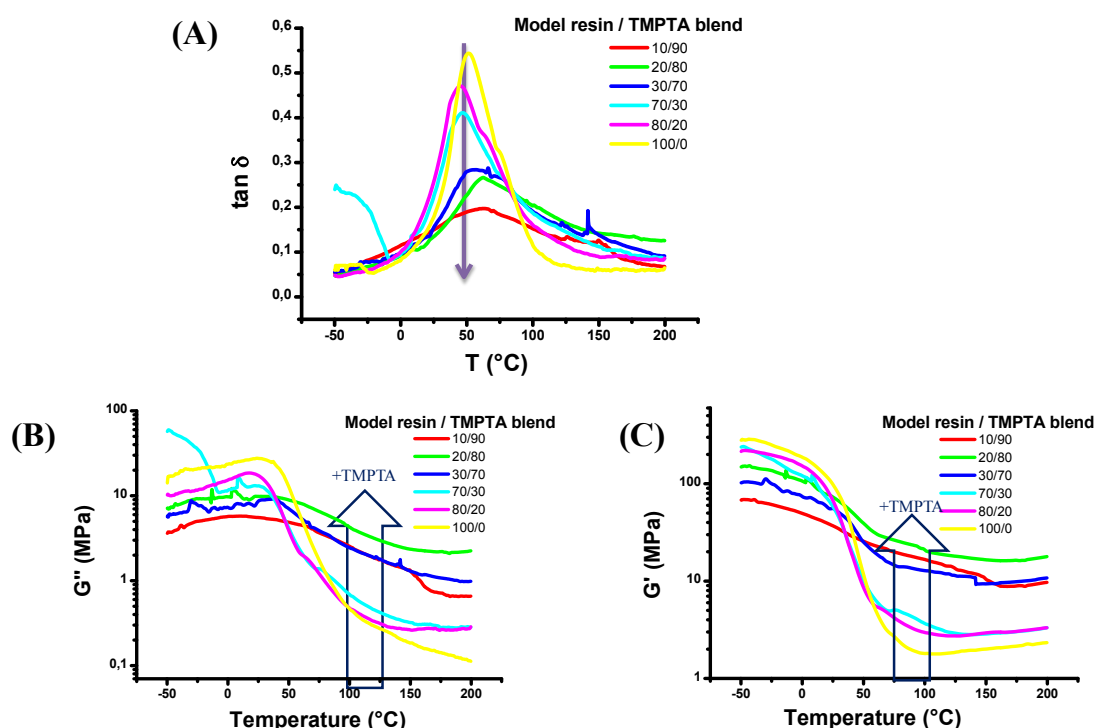 (A)
Model resin / TMPTA blend
10/90
20/80
30/70
70/30
80/20
100/0
0,6
0,5
0,4
0,3
0,2
0,1
0,0
tan δ
-50 0 50 100 150 200
T (°C)
(B)
Model resin / TMPTA blend
10/90
20/80
30/70
70/30
80/20
100/0
+TMPTA
100
10
1
0,1
G'' (MPa)
-50 0 50 100 150 200
Temperature (°C)
(C)
Model resin / TMPTA blend
10/90
20/80
30/70
70/30
80/20
100/0
+TMPTA
100
10
1
G' (MPa)
-50 0 50 100 150 200
Temperature (°C)